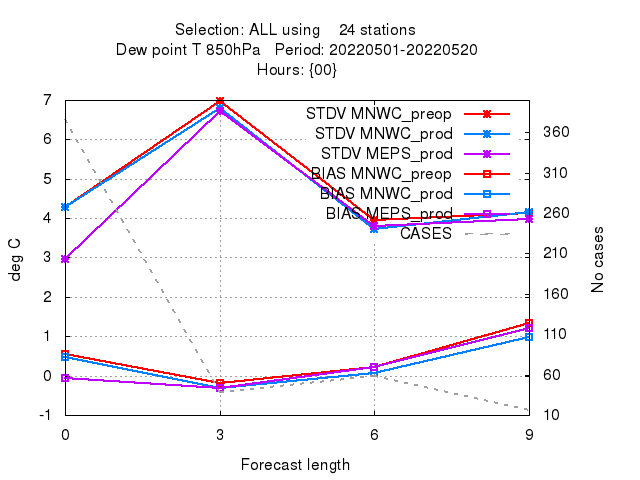 Selection: ALL using    24 stations
Dew point T 850hPa   Period: 20220501-20220520
Hours: {00}
STDV MNWC_preop
STDV MNWC_prod
STDV MEPS_prod
BIAS MNWC_preop
BIAS MNWC_prod
BIAS MEPS_prod
CASES
7
6
5
4
3
2
1
0
-1
deg C
360
310
260
210
160
110
60
10
No cases
0 3 6 9
Forecast length